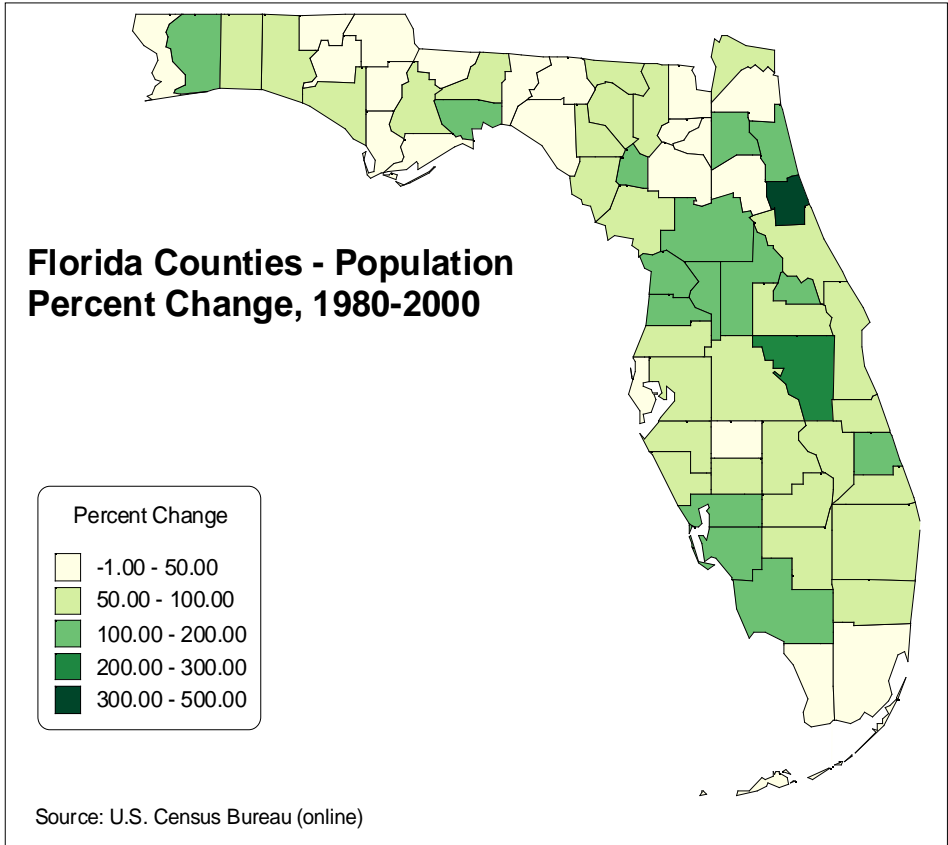 Florida Counties - Population
Percent Change, 1980-2000
Percent Change
-1.00 - 50.00
50.00 - 100.00
100.00 - 200.00
200.00 - 300.00
300.00 - 500.00
Source: U.S. Census Bureau (online)